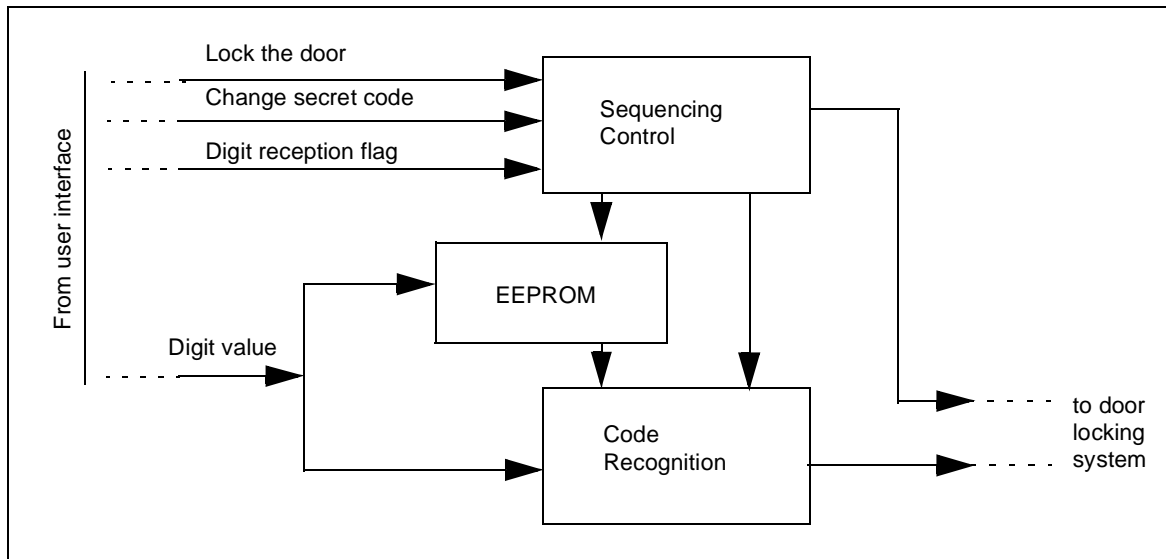 Lock the door
Change secret code
Digit reception flag
Sequencing
Control
From user interface
EEPROM
Digit value
Code
Recognition
to door
locking
system